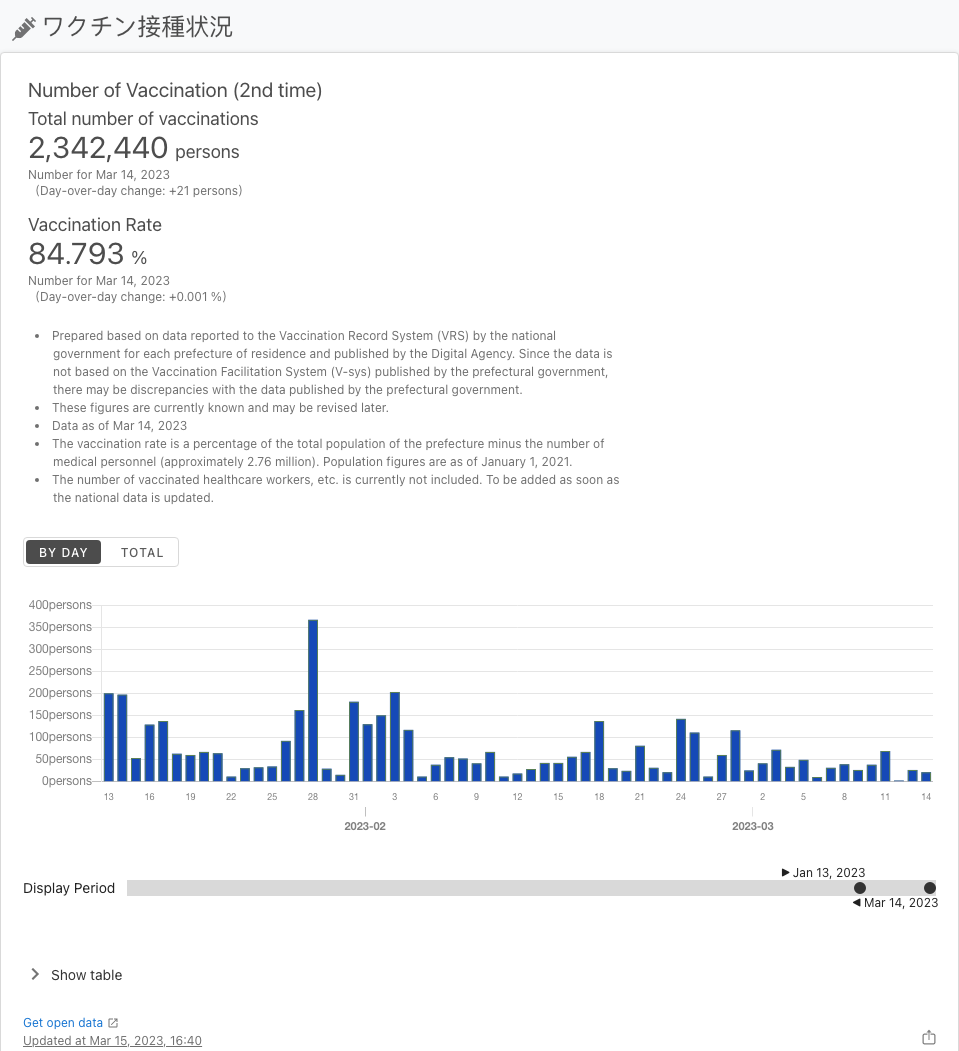 ワクチン接種状況
Number of Vaccination (2nd time)
Total number of vaccinations
2,342,440 persons
Number for Mar 14, 2023
(Day-over-day change: +21 persons)
Vaccination Rate
84.793 %
Number for Mar 14, 2023
(Day-over-day change: +0.001 %)
• Prepared based on data reported to the Vaccination Record System (VRS) by the national
government for each prefecture of residence and published by the Digital Agency. Since the data is
not based on the Vaccination Facilitation System (V-sys) published by the prefectural government,
there may be discrepancies with the data published by the prefectural government.
• These figures are currently known and may be revised later.
• Data as of Mar 14, 2023
• The vaccination rate is a percentage of the total population of the prefecture minus the number of
medical personnel (approximately 2.76 million). Population figures are as of January 1, 2021.
• The number of vaccinated healthcare workers, etc. is currently not included. To be added as soon as
the national data is updated.
BY DAY TOTAL
400persons
350persons
300persons
250persons
200persons
150persons
100persons
50persons
0persons
13 16 19 22 25 28 31 3 6 9 12 15 18 21 24 27 2 5 8 11 14
2023-02 2023-03
▶ Jan 13, 2023
Display Period
◀ Mar 14, 2023
Show table
Get open data
Updated at Mar 15, 2023, 16:40